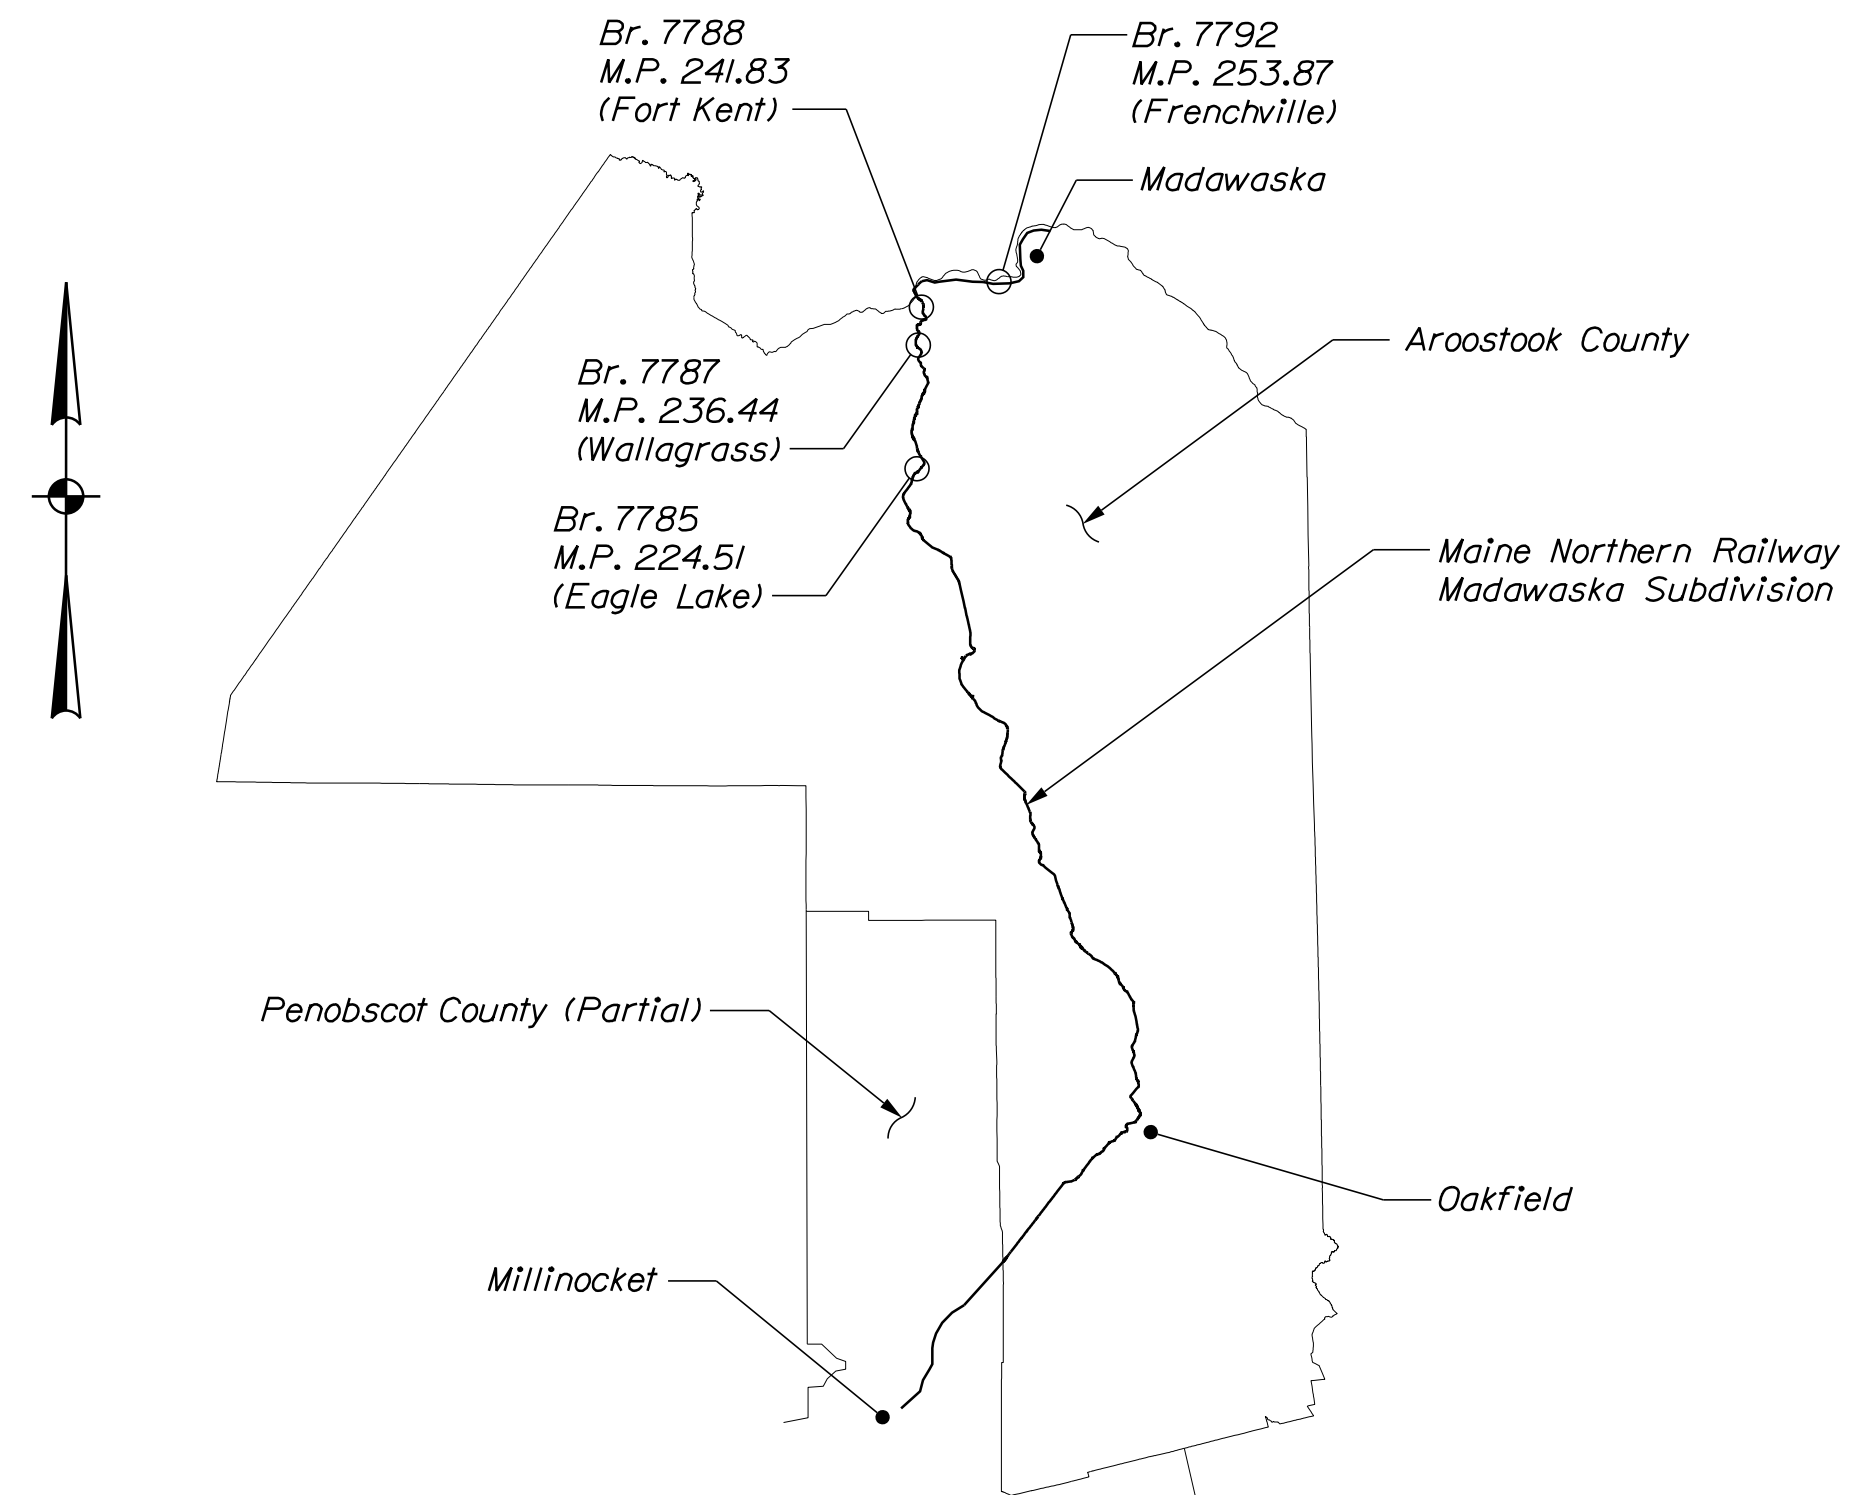 Br. 7788
M.P. 241.83
(Fort Kent)
Br. 7792
M.P. 253.87
(Frenchville)
Madawaska
Aroostook County
Br. 7787
M.P. 236.44
(Wallagrass)
Br. 7785
M.P. 224.51
(Eagle Lake)
Maine Northern Railway
Madawaska Subdivision
Penobscot County (Partial)
Oakfield
Millinocket